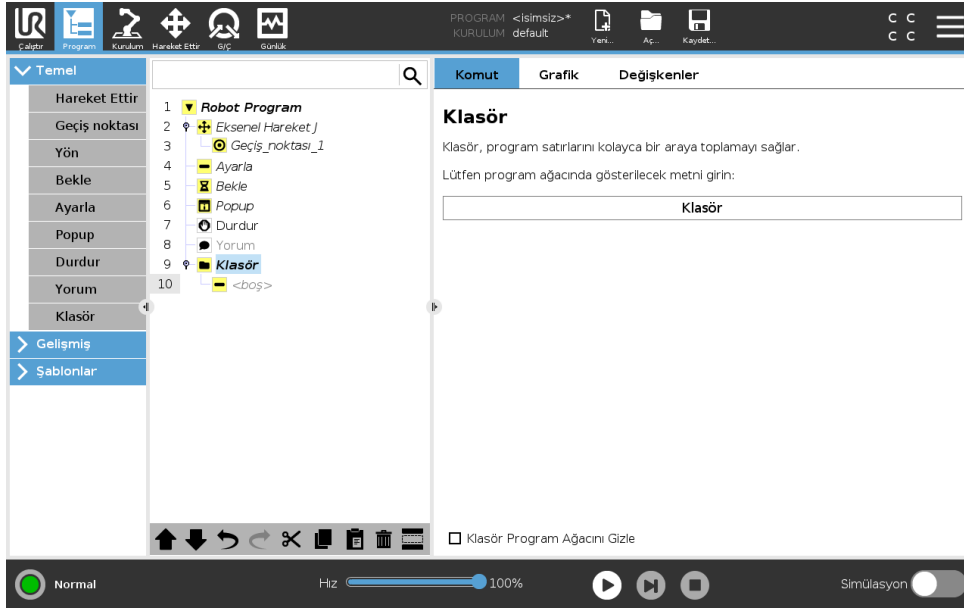 PROGRAM <isimsiz>*
KURULUM default
C C
C C
Çalıştır Program Kurulum Hareket Ettir G/Ç Günlük Yeni... Aç... Kaydet...
Temel
Hareket Ettir
Geçiş noktası
Yön
Bekle
Ayarla
Popup
Durdur
Yorum
Klasör
Gelişmiş
Şablonlar
1 Robot Program
2 Eksenel Hareket J
3 Geçiş_noktası_1
4 Ayarla
5 Bekle
6 Popup
7 Durdur
8 Yorum
9 Klasör
10 <boş>
Komut Grafik Değişkenler
Klasör
Klasör, program satırlarını kolayca bir araya toplamayı sağlar.
Lütfen program ağacında gösterilecek metni girin:
Klasör
Klasör Program Ağacını Gizle
Normal
Hız 100%
Simülasyon